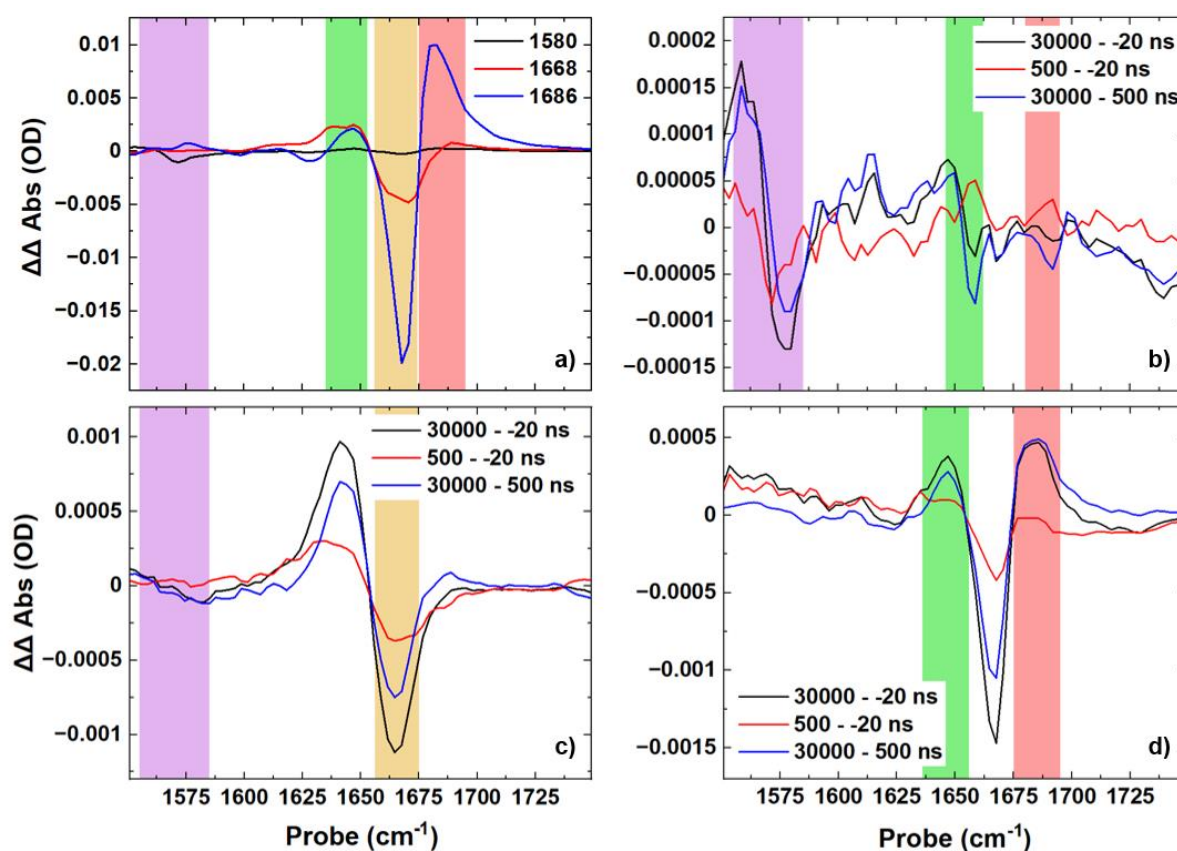 0.01
0.005
0
−0.005
−0.01
−0.015
−0.02
ΔΔ Abs (OD)
1580
1668
1686
a)
0.0002
0.00015
0.0001
0.00005
0
−0.00005
−0.0001
−0.00015
30000 - -20 ns
500 - -20 ns
30000 - 500 ns
b)
0.001
0.0005
0
−0.0005
−0.001
ΔΔ Abs (OD)
30000 - -20 ns
500 - -20 ns
30000 - 500 ns
c)
1575 1600 1625 1650 1675 1700 1725
Probe (cm⁻¹)
0.0005
0
−0.0005
−0.001
−0.0015
30000 - -20 ns
500 - -20 ns
30000 - 500 ns
d)
1575 1600 1625 1650 1675 1700 1725
Probe (cm⁻¹)